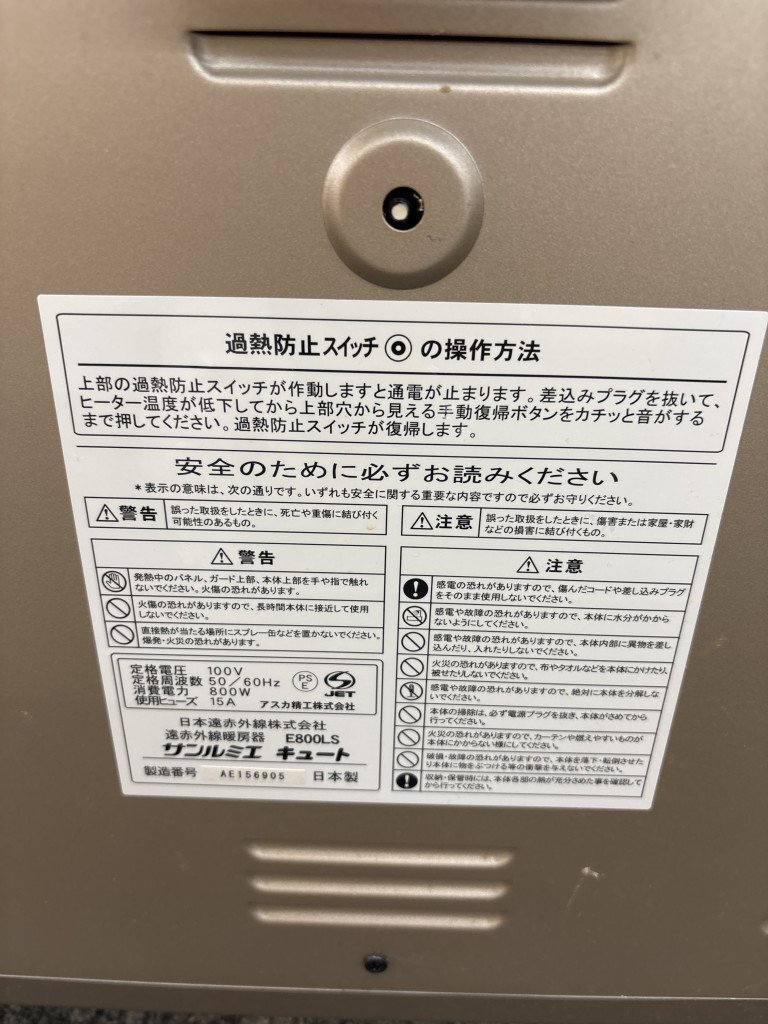 過熱防止スイッチ◉の操作方法
上部の過熱防止スイッチが作動しますと通電が止まります。差込みプラグを抜いて、
ヒーター温度が低下してから上部穴から見える手動復帰ボタンをカチッと音がする
まで押してください。過熱防止スイッチが復帰します。
安全のために必ずお読みください
*表示の意味は、次の通りです。いずれも安全に関する重要な内容ですので必ずお守りください。
⚠警告
誤った取扱をしたときに、死亡や重傷に結び付く
可能性のあるもの。
⚠注意
誤った取扱をしたときに、傷害または家屋・家財
などの損害に結び付くもの。
⚠警告
発熱中のパネル、ガード上部、本体上部を手や指で触れ
ないでください。火傷の恐れがあります。
火傷の恐れがありますので、長時間本体に接近して使用
しないでください。
直接熱が当たる場所にスプレー缶などを置かないでください。
爆発・火災の恐れがあります。
定格電圧 100V
定格周波数 50/60Hz
消費電力 800W
使用ヒューズ 15A
PS
E
JET
アスカ精工株式会社
日本遠赤外線株式会社
遠赤外線暖房器 E800LS
サンルミエ キュート
製造番号 AE156905 日本製
⚠注意
感電の恐れがありますので、傷んだコードや差し込みプラグ
をそのまま使用しないでください。
感電や故障の恐れがありますので、本体に水分がかから
ないようにしてください。
感電や故障の恐れがありますので、本体内部に異物を差し
込んだり、入れたりしないでください。
火災の恐れがありますので、布やタオルなどを本体にかけたり、
被せたりしないでください。
感電や故障の恐れがありますので、絶対に本体を分解しな
いでください。
本体の掃除は、必ず電源プラグを抜き、本体がさめてから
行ってください。
火災の恐れがありますので、カーテンや燃えやすいものが
本体にかからない様にしてください。
破損・故障の恐れがありますので、本体を落下・転倒させた
り本体に物をぶつける等の衝撃を与えないでください。
収納・保管時には、本体各部の熱が充分さめた事を確認して
から行ってください。